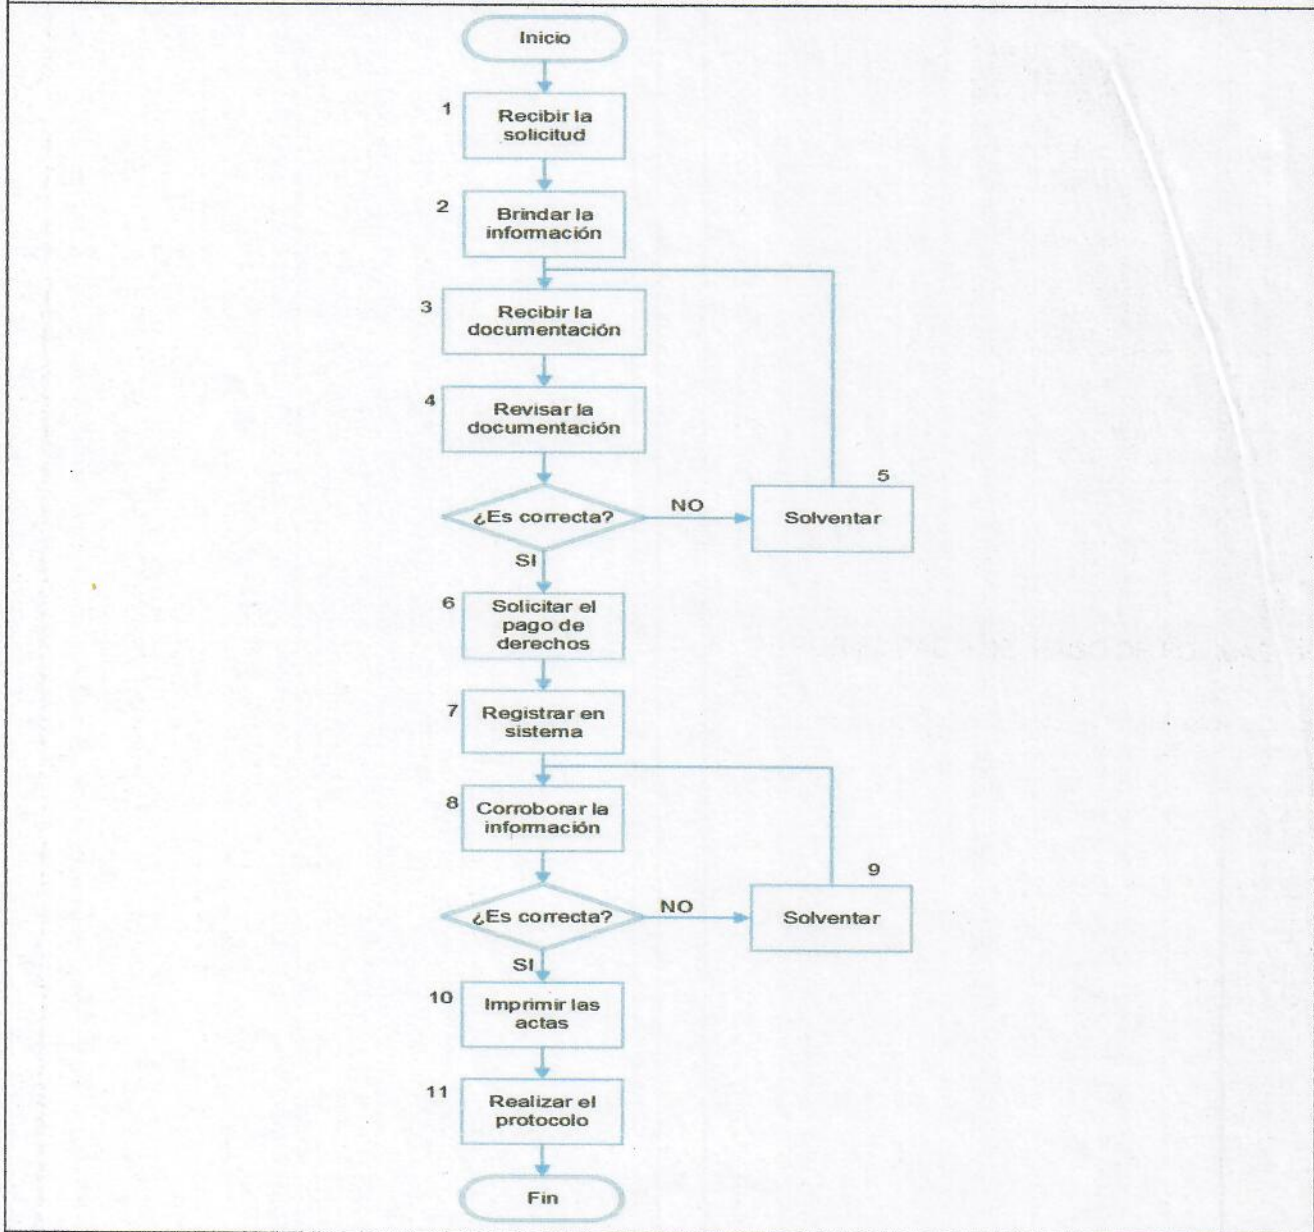 Inicio
1
Recibir la
solicitud
2
Brindar la
información
3
Recibir la
documentación
4
Revisar la
documentación
¿Es correcta?
NO
5
Solventar
SI
6
Solicitar el
pago de
derechos
7
Registrar en
sistema
8
Corroborar la
información
¿Es correcta?
NO
9
Solventar
SI
10
Imprimir las
actas
11
Realizar el
protocolo
Fin